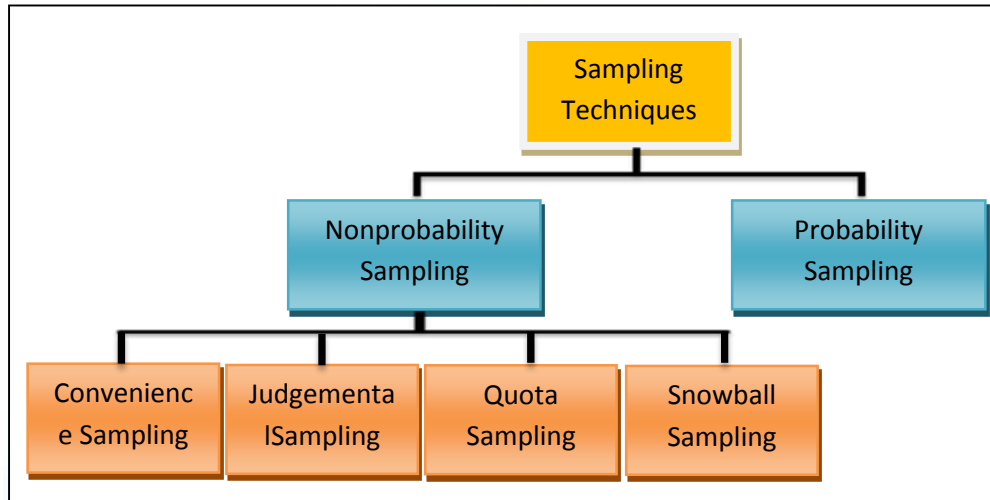 Sampling
Techniques
Nonprobability
Sampling
Probability
Sampling
Convenienc
e Sampling
Judgementa
lSampling
Quota
Sampling
Snowball
Sampling